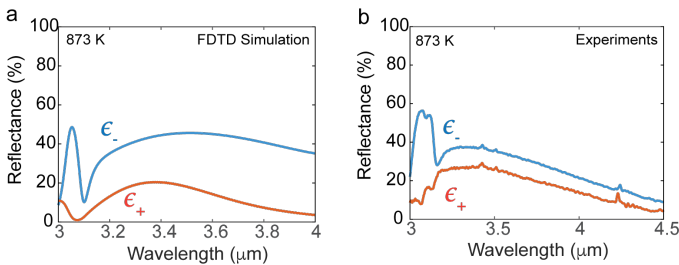 a
873 K FDTD Simulation
Reflectance (%)
100
80
60
40
20
0
ϵ-
ϵ+
3 3.2 3.4 3.6 3.8 4
Wavelength (μm)
b
873 K Experiments
Reflectance (%)
100
80
60
40
20
0
ϵ-
ϵ+
3 3.5 4 4.5
Wavelength (μm)